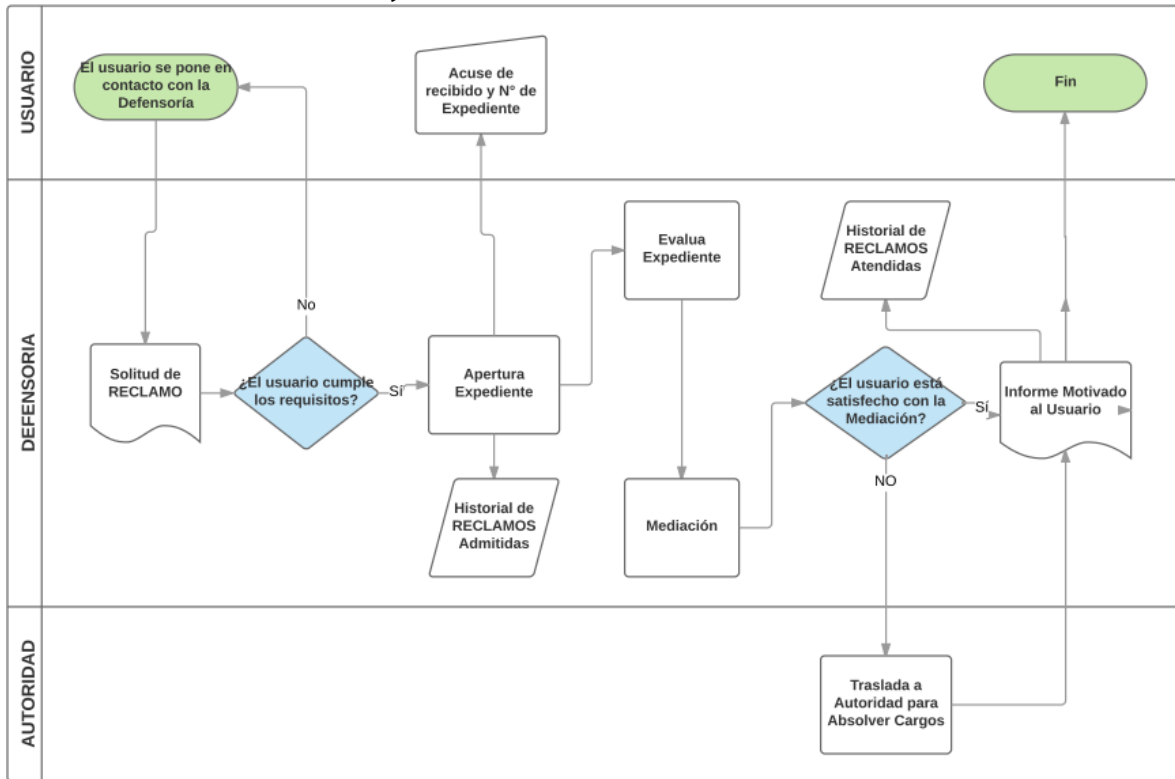 USUARIO
El usuario se pone en
contacto con la
Defensoría
Acuse de
recibido y N° de
Expediente
Fin
DEFENSORIA
Solitud de
RECLAMO
No
¿El usuario cumple
los requisitos?
Sí
Apertura
Expediente
Historial de
RECLAMOS
Admitidas
Evalua
Expediente
Mediación
Historial de
RECLAMOS
Atendidas
¿El usuario está
satisfecho con la
Mediación?
Sí
NO
Informe Motivado
al Usuario
AUTORIDAD
Traslada a
Autoridad para
Absolver Cargos